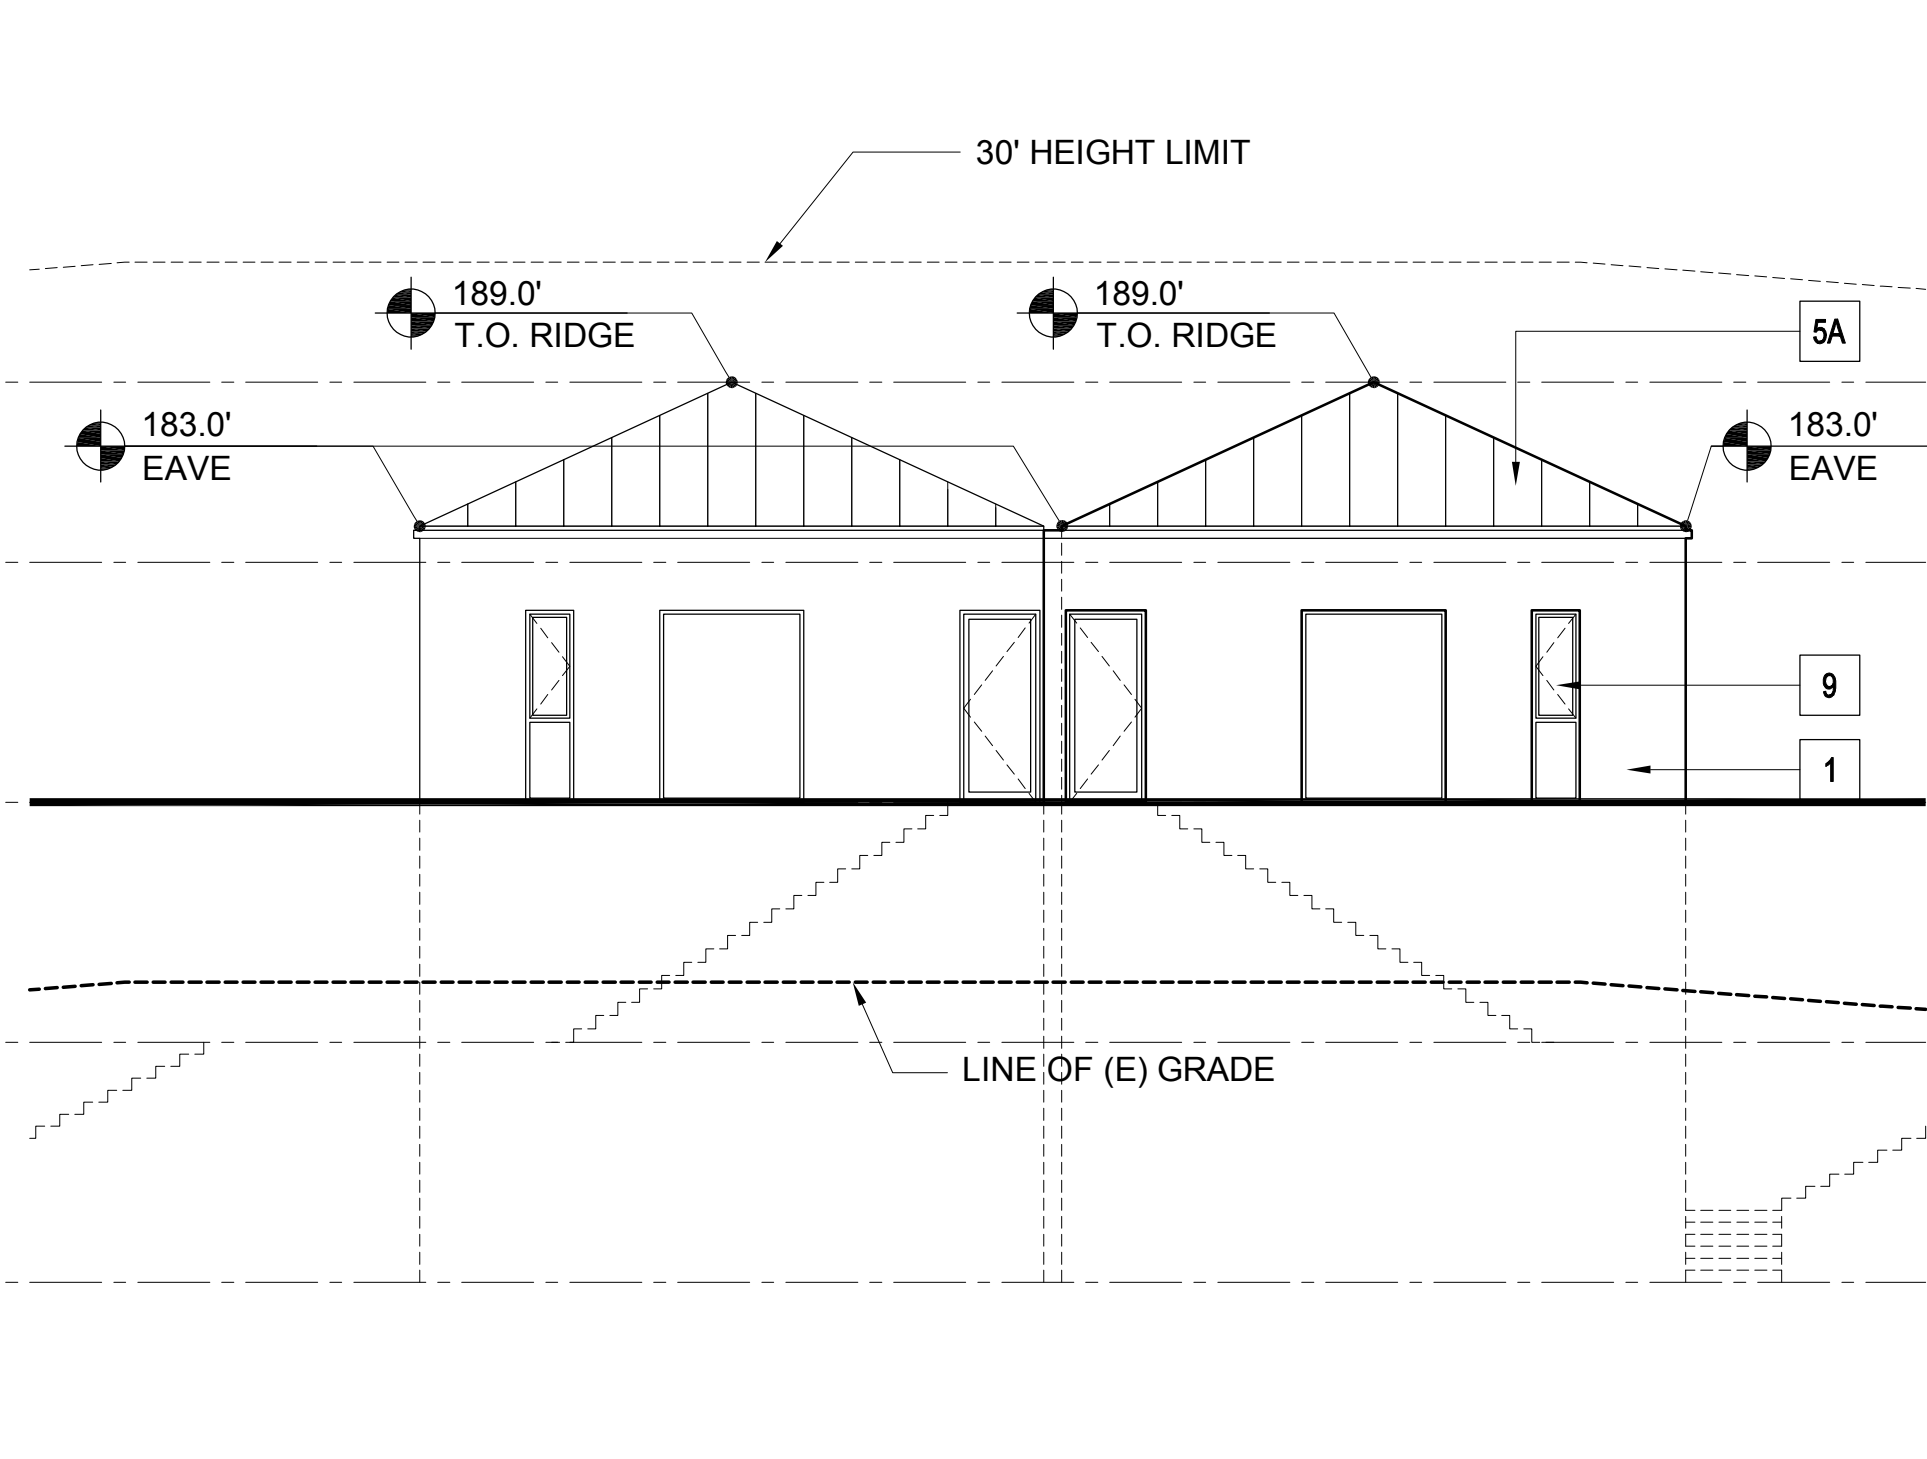 30' HEIGHT LIMIT
189.0'
T.O. RIDGE
189.0'
T.O. RIDGE
5A
183.0'
EAVE
183.0'
EAVE
9
1
LINE OF (E) GRADE